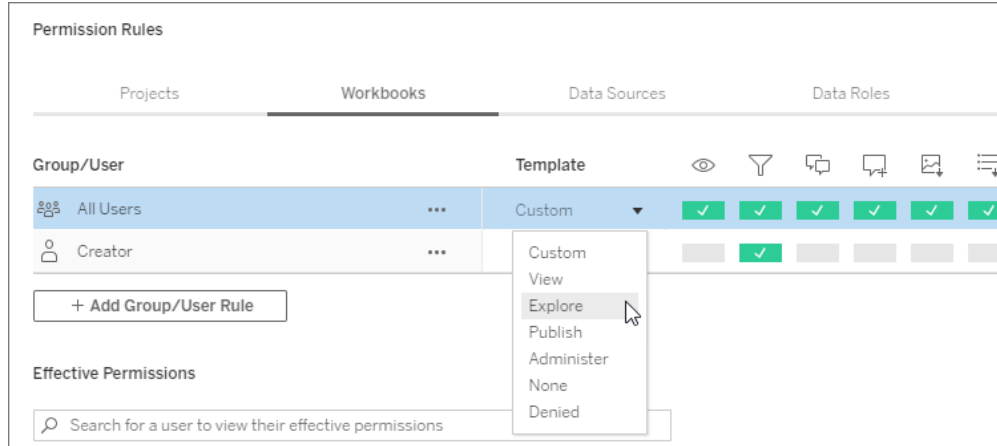 Permission Rules
Projects Workbooks Data Sources Data Roles
Group/User Template
All Users ••• Custom
Creator •••
Custom
View
Explore
Publish
Administer
None
Denied
+ Add Group/User Rule
Effective Permissions
Search for a user to view their effective permissions